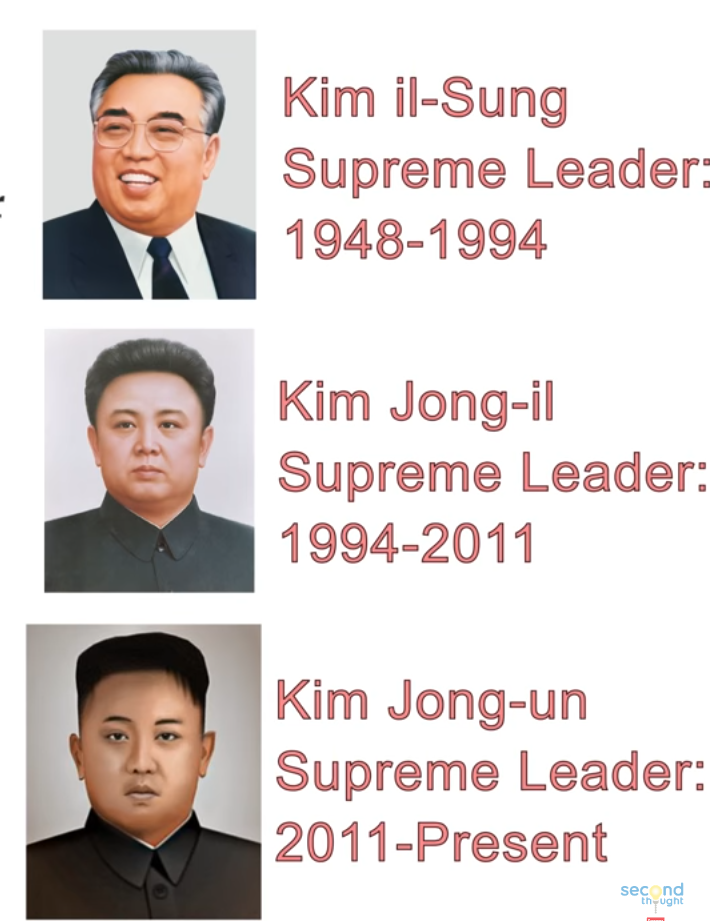 Kim il-Sung
Supreme Leader:
1948-1994
Kim Jong-il
Supreme Leader:
1994-2011
Kim Jong-un
Supreme Leader:
2011-Present
second
thought